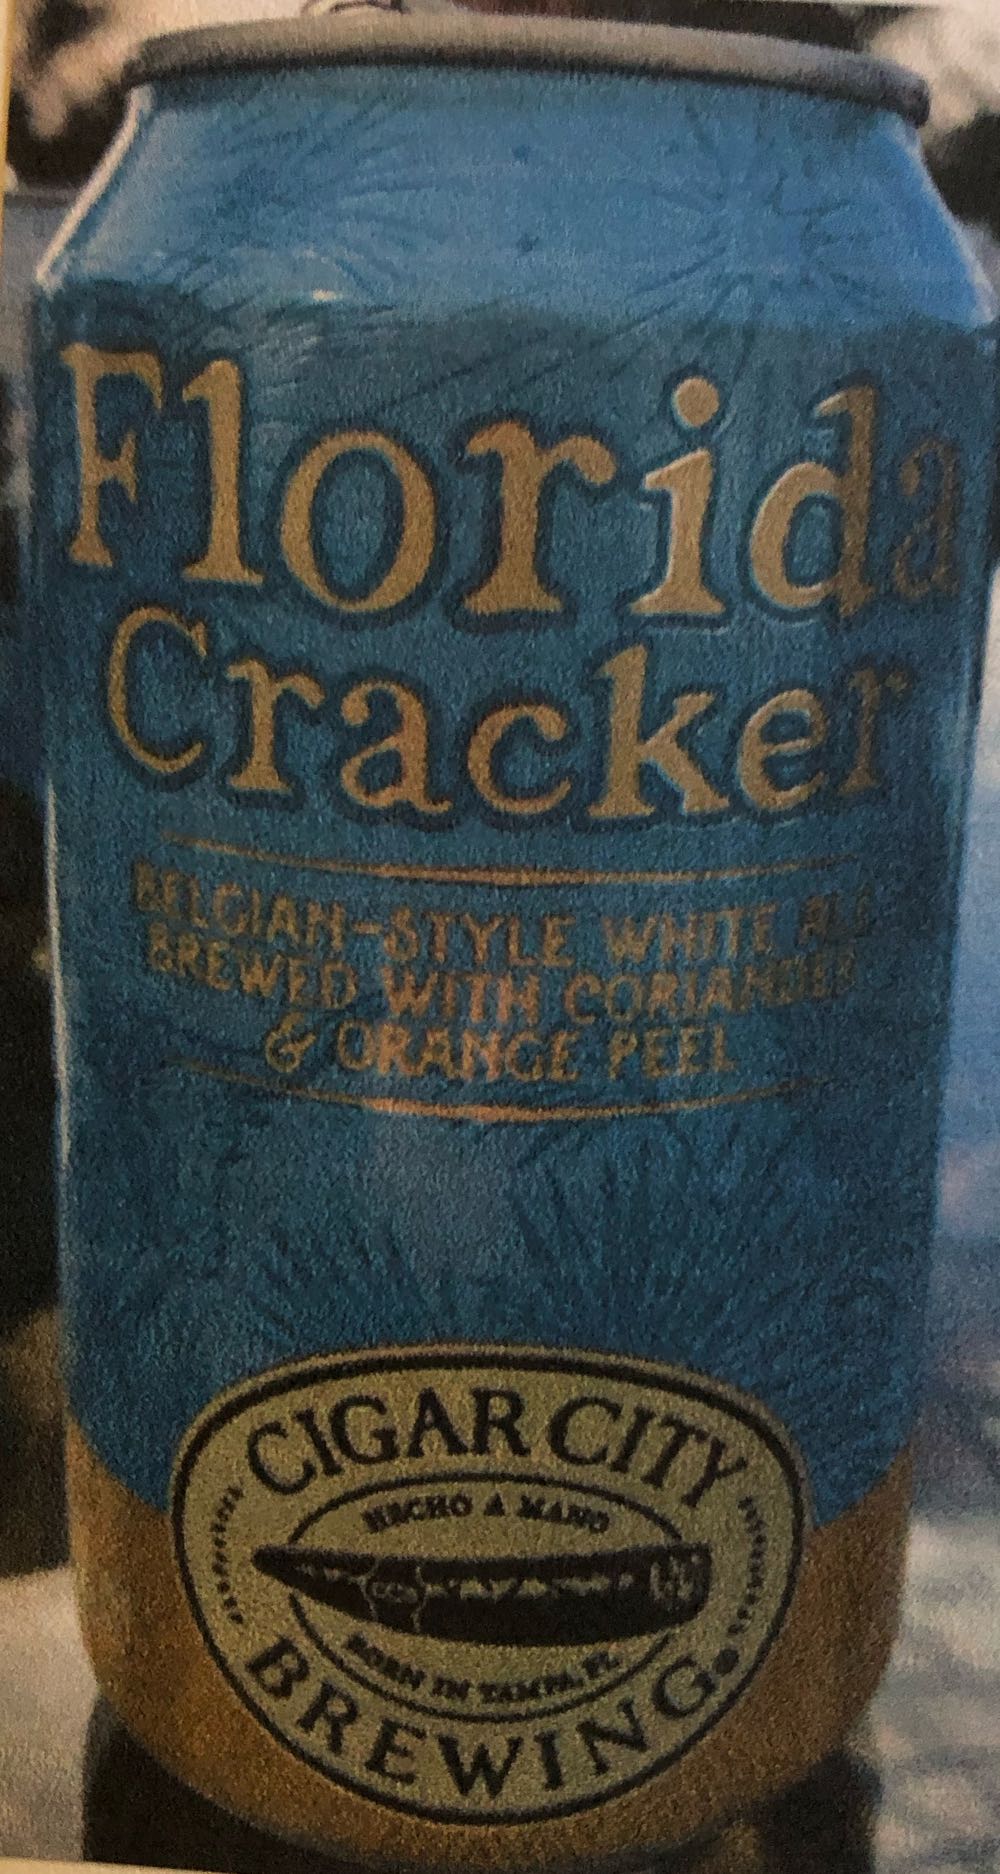 Florida
Cracker
BELGIAN-STYLE WHITE ALE
BREWED WITH CORIANDER
& ORANGE PEEL
CIGAR CITY
HECHO A MANO
BORN IN TAMPA, FL
BREWING